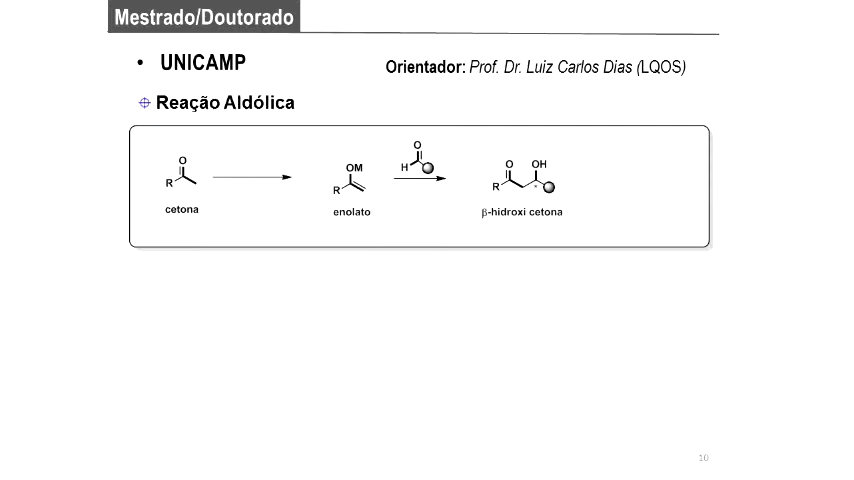 Mestrado/Doutorado
• UNICAMP
Orientador: Prof. Dr. Luiz Carlos Dias (LQOS)
Reação Aldólica
O
R
cetona
OM
R
enolato
O
H
O OH
R
*
β-hidroxi cetona
10